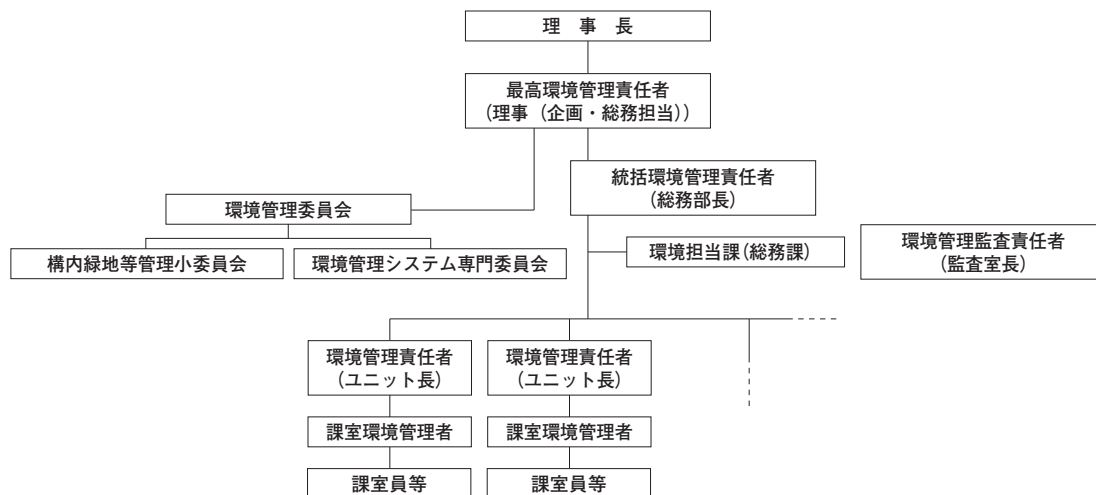 理　事　長
最高環境管理責任者
(理事（企画・総務担当）)
統括環境管理責任者
(総務部長)
環境管理委員会
環境担当課(総務課)
環境管理監査責任者
(監査室長)
構内緑地等管理小委員会
環境管理システム専門委員会
環境管理責任者
(ユニット長)
環境管理責任者
(ユニット長)
課室環境管理者
課室環境管理者
課室員等
課室員等